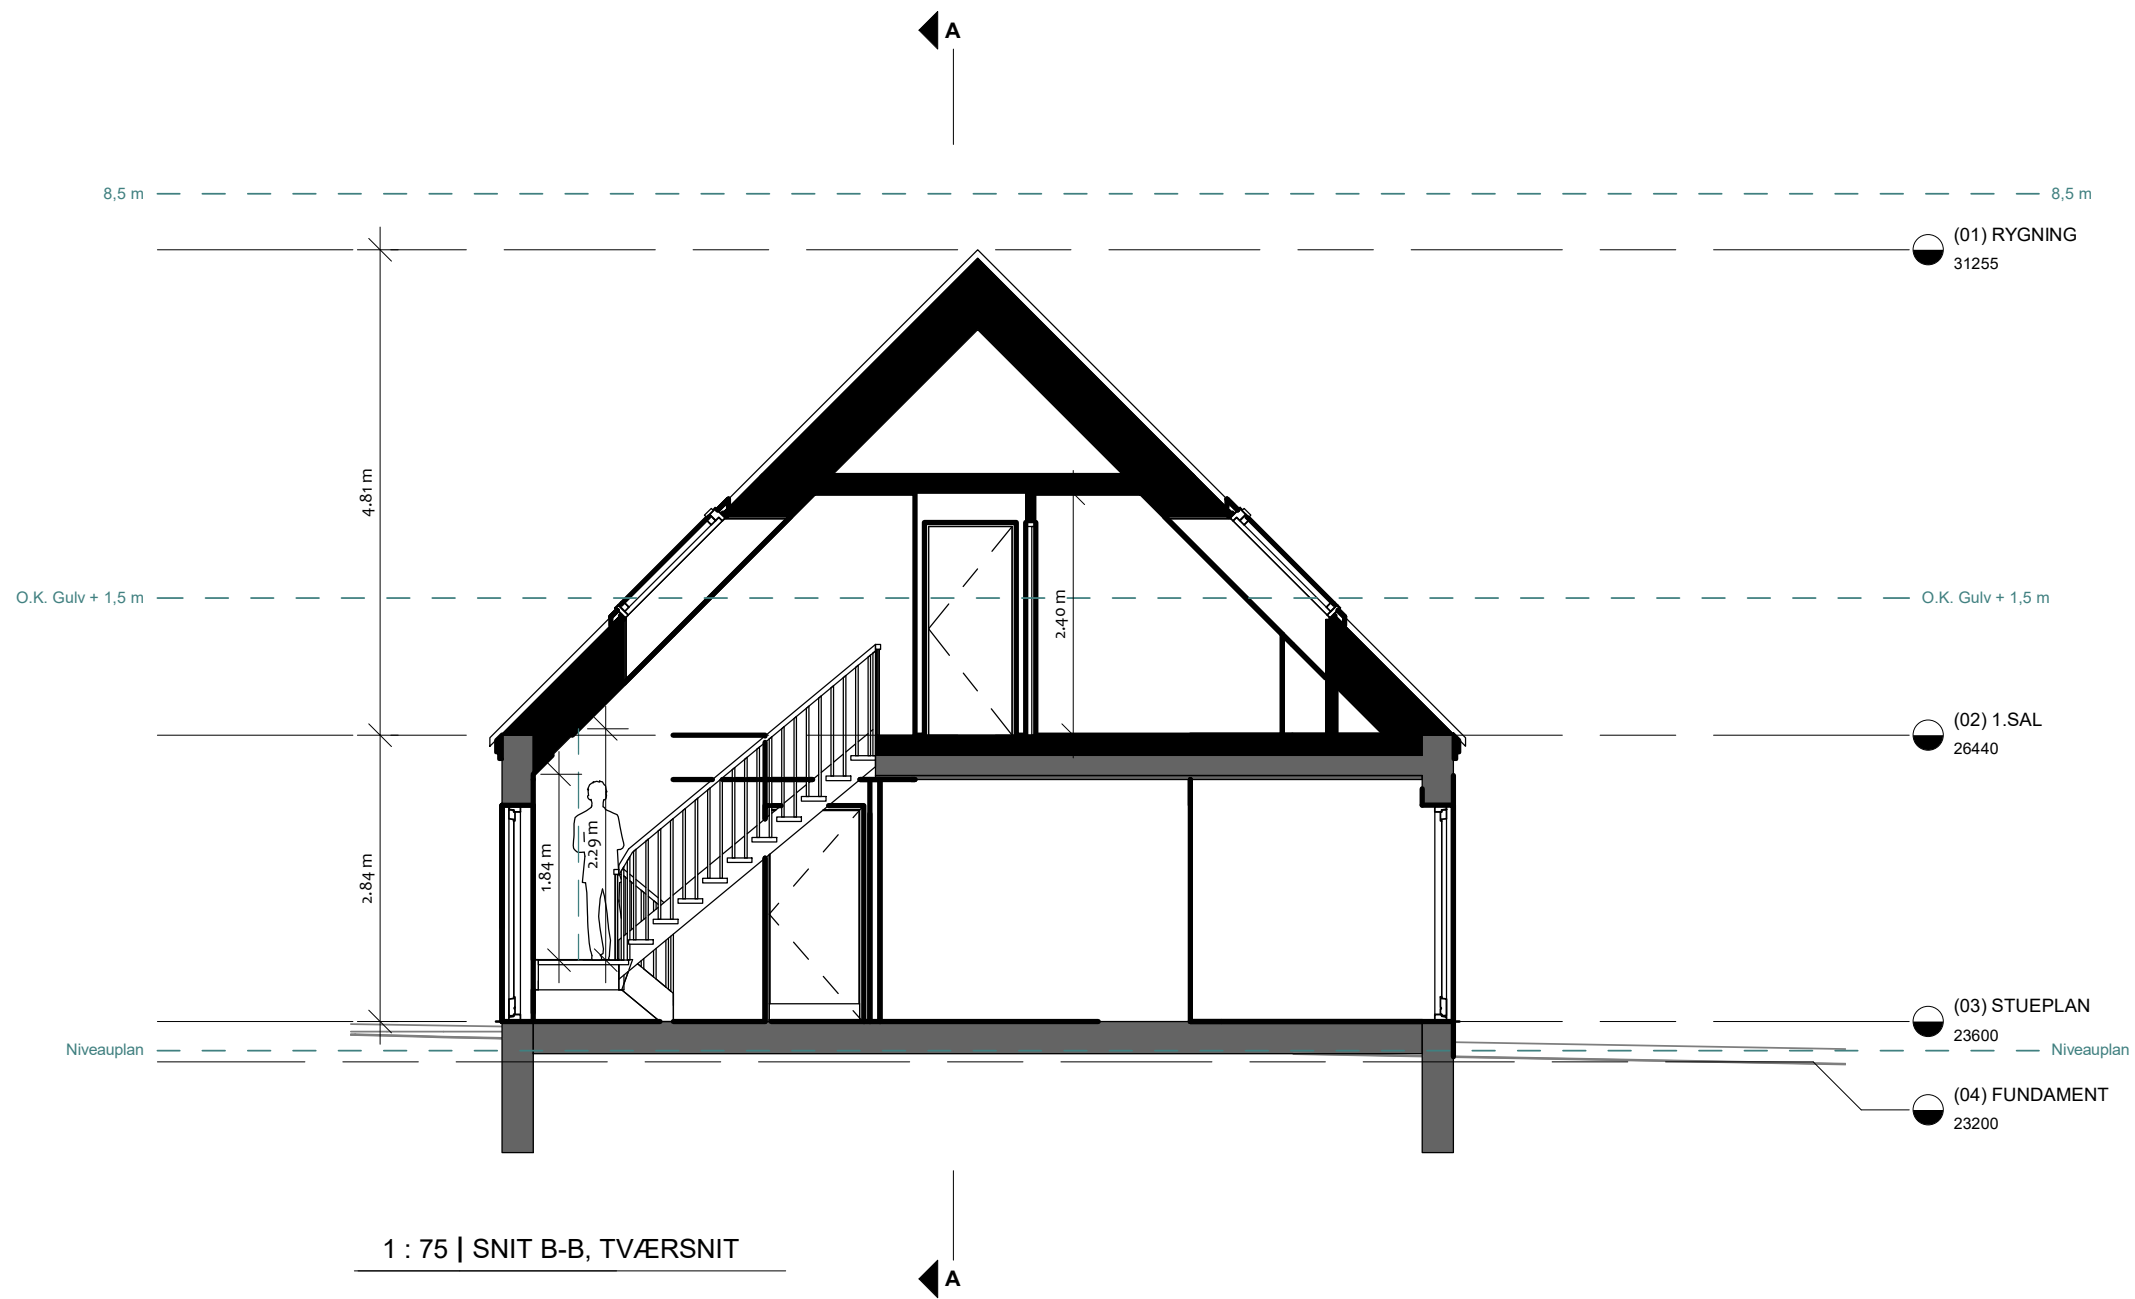 A
8,5 m
8,5 m
(01) RYGNING
31255
4.81 m
O.K. Gulv + 1,5 m
2.40 m
O.K. Gulv + 1,5 m
(02) 1.SAL
26440
2.84 m
1.84 m
2.29 m
(03) STUEPLAN
23600
Niveauplan
Niveauplan
(04) FUNDAMENT
23200
1 : 75 | SNIT B-B, TVÆRSNIT
A